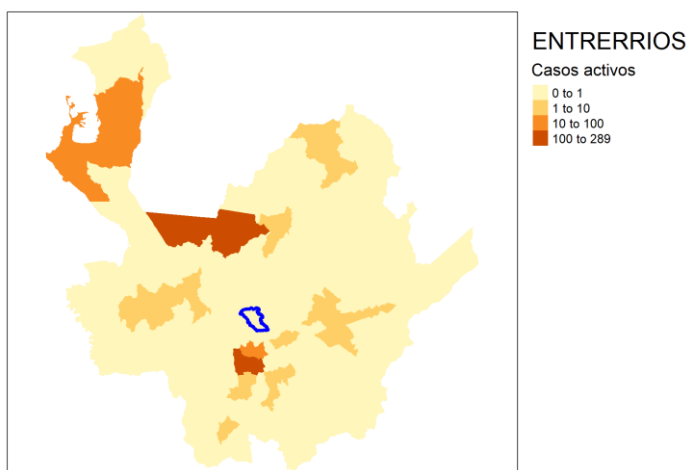 ENTRERRIOS
Casos activos
0 to 1
1 to 10
10 to 100
100 to 289